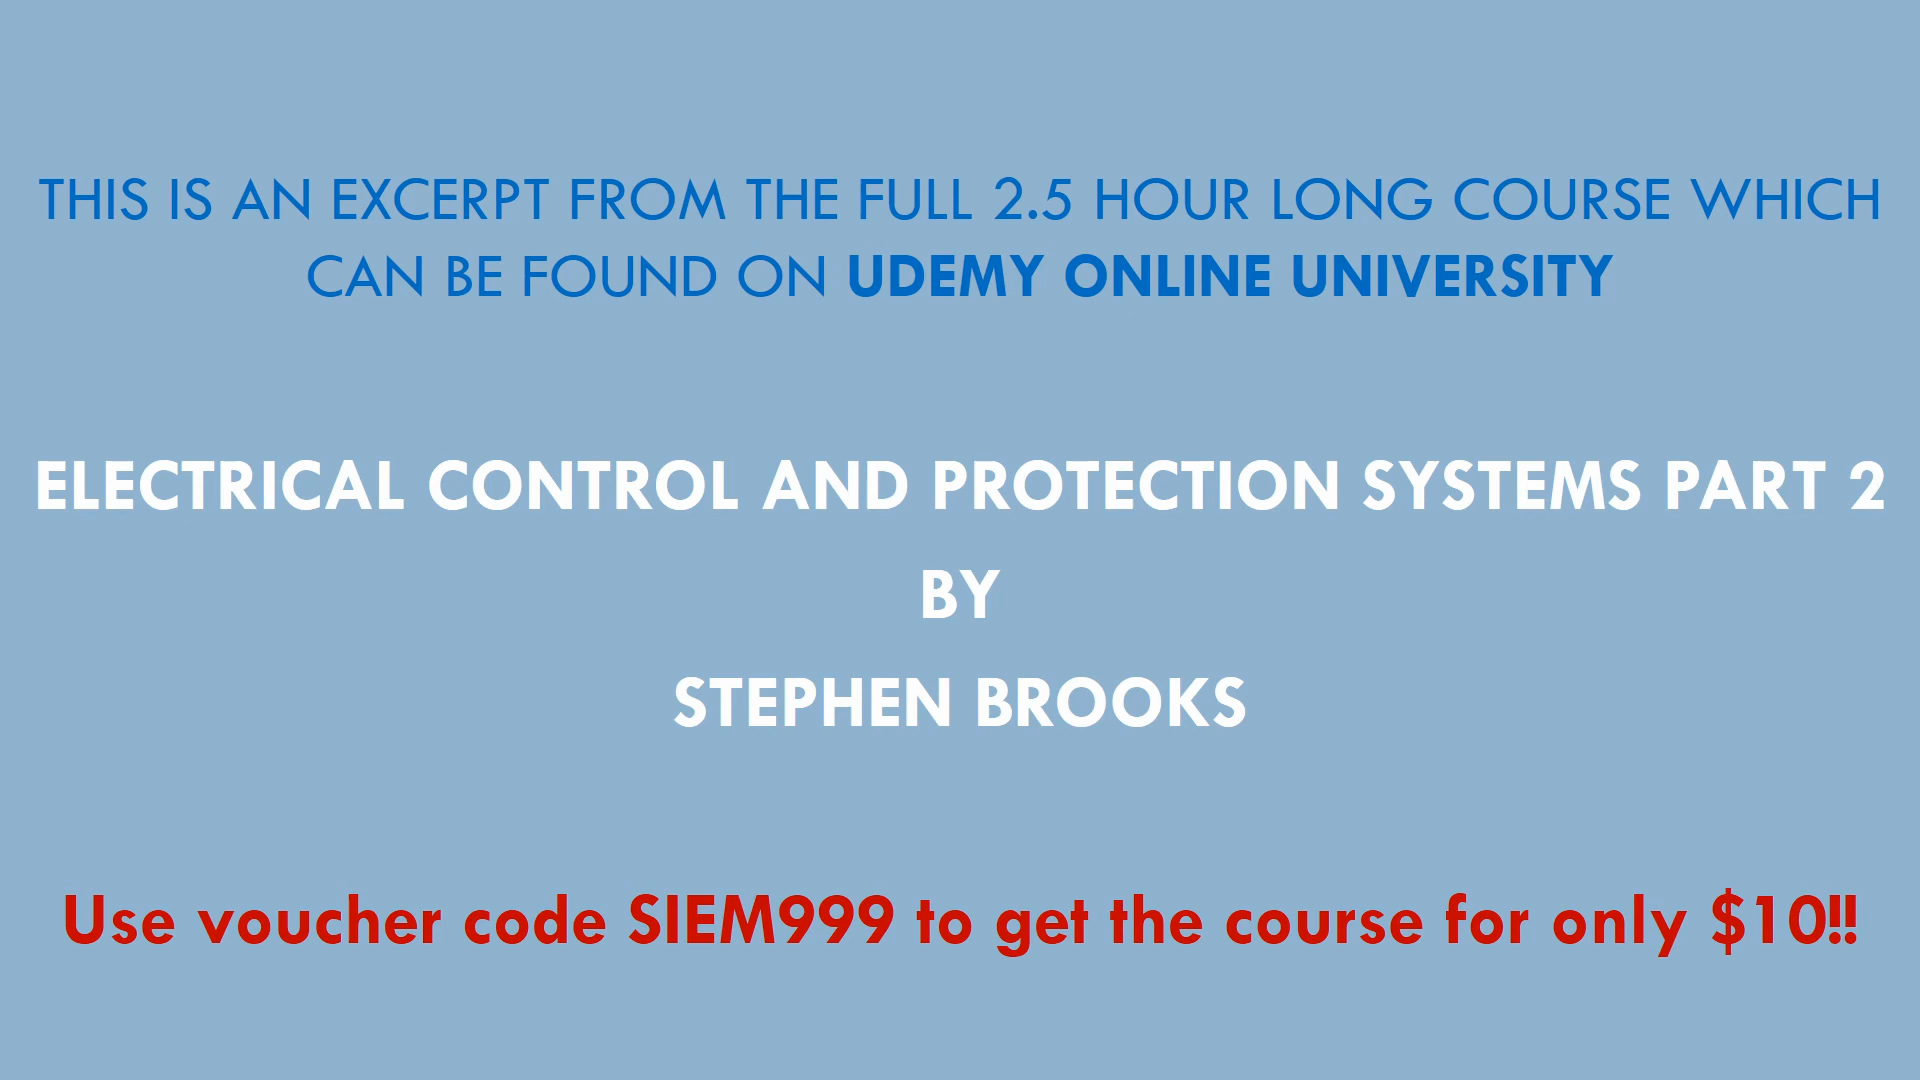 THIS IS AN EXCERPT FROM THE FULL 2.5 HOUR LONG COURSE WHICH
CAN BE FOUND ON UDEMY ONLINE UNIVERSITY
ELECTRICAL CONTROL AND PROTECTION SYSTEMS PART 2
BY
STEPHEN BROOKS
Use voucher code SIEM999 to get the course for only $10!!